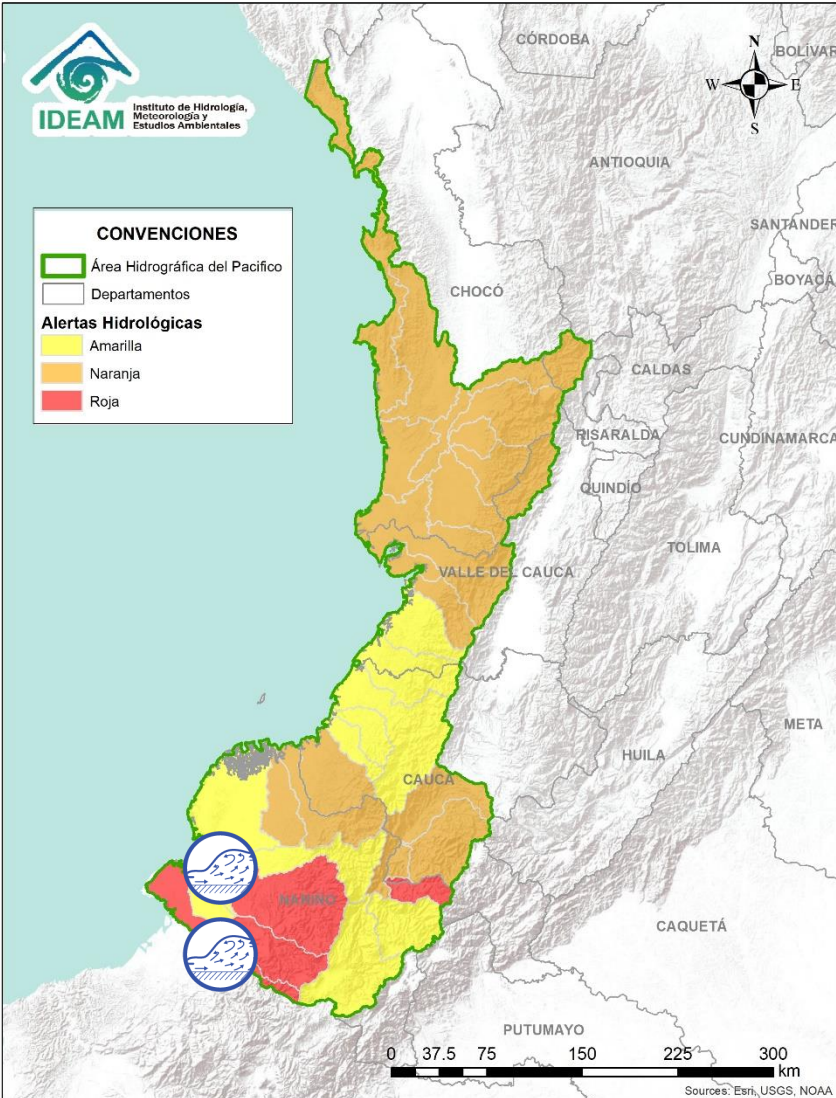 IDEAM
Instituto de Hidrología,
Meteorología y
Estudios Ambientales
CÓRDOBA
BOLÍVAR
N
W
E
S
ANTIOQUIA
SANTANDER
BOYACÁ
CONVENCIONES
Área Hidrográfica del Pacifico
Departamentos
Alertas Hidrológicas
Amarilla
Naranja
Roja
CHOCÓ
CALDAS
RISARALDA
CUNDINAMARCA
QUINDÍO
TOLIMA
VALLE DEL CAUCA
META
HUILA
CAUCA
NARIÑO
CAQUETÁ
PUTUMAYO
0 37.5 75 150 225 300
km
Sources: Esri, USGS, NOAA